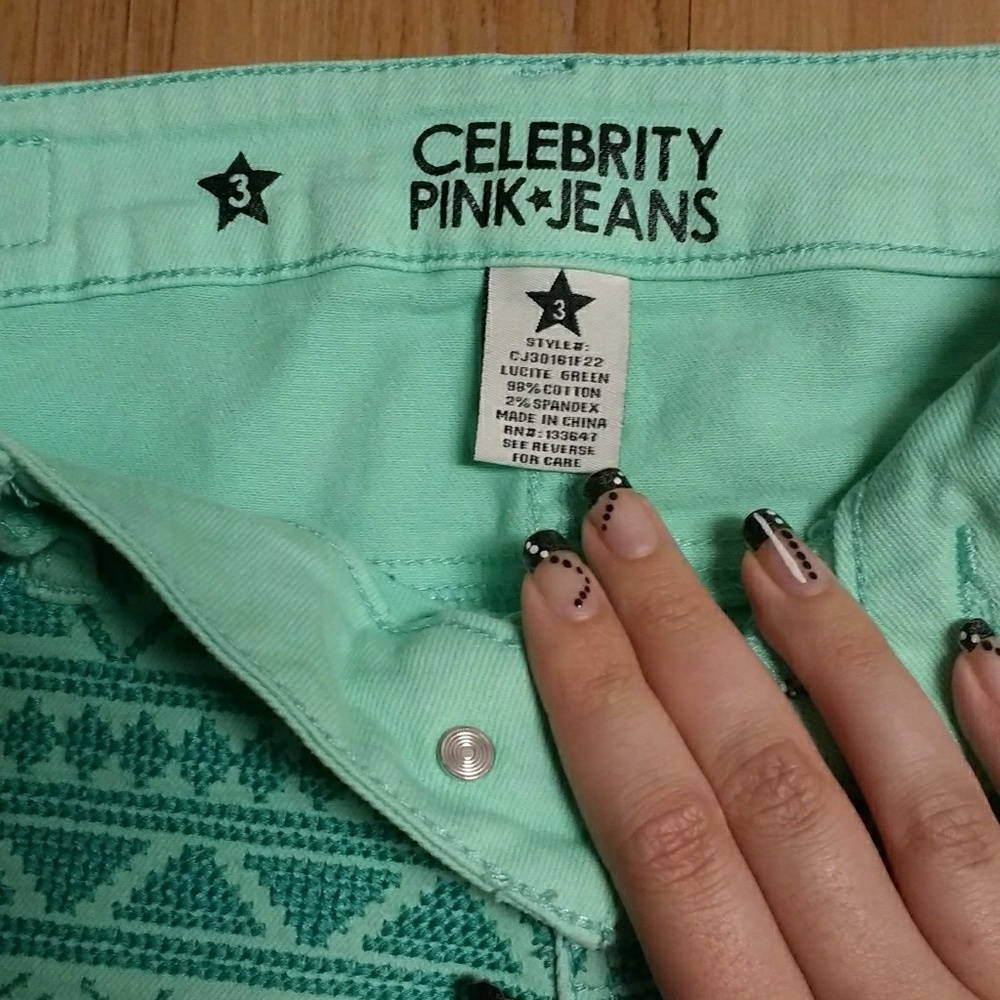 3
CELEBRITY
PINK★JEANS
3
STYLE#:
CJ30161F22
LUCITE GREEN
98% COTTON
2% SPANDEX
MADE IN CHINA
RN#: 133647
SEE REVERSE
FOR CARE